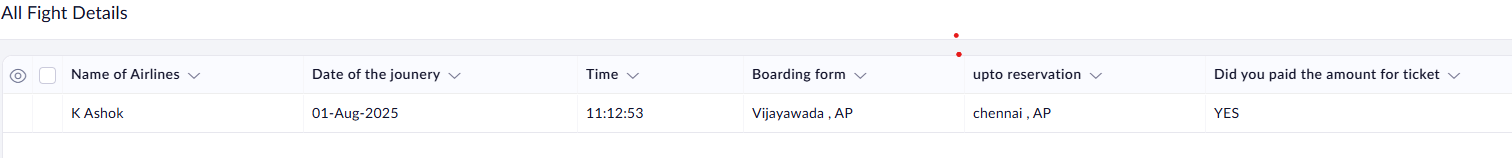 All Fight Details
Name of Airlines Date of the jounery Time Boarding form upto reservation Did you paid the amount for ticket
K Ashok 01-Aug-2025 11:12:53 Vijayawada , AP chennai , AP YES